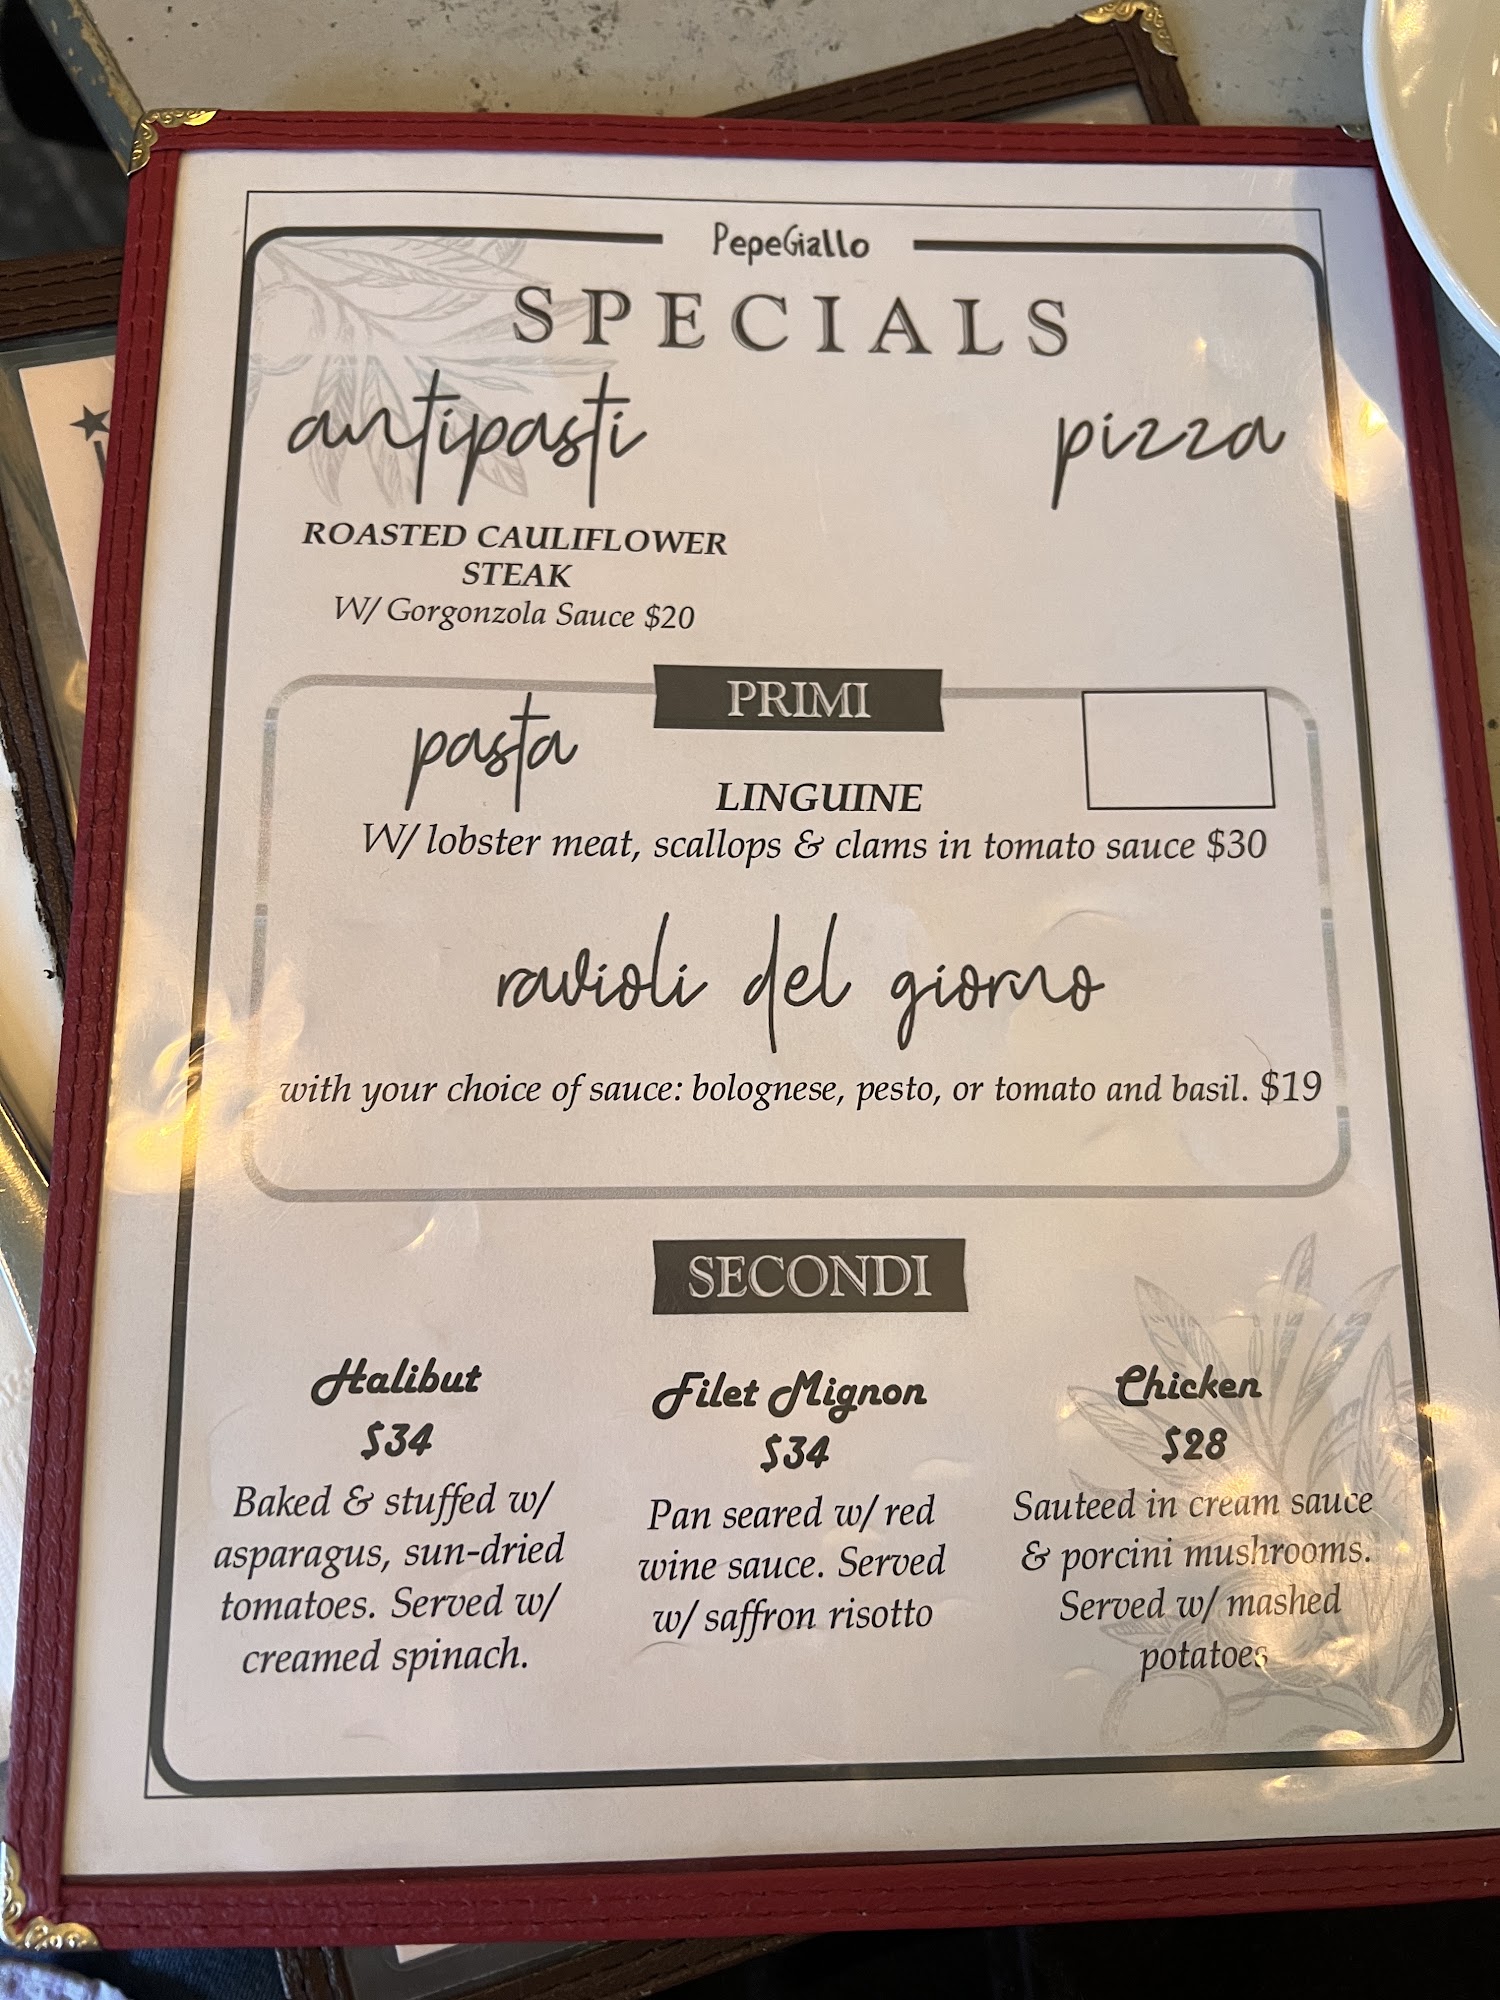 PepeGiallo
SPECIALS
antipasti
pizza
ROASTED CAULIFLOWER
STEAK
W/ Gorgonzola Sauce $20
PRIMI
pasta
LINGUINE
W/ lobster meat, scallops & clams in tomato sauce $30
ravioli del giorno
with your choice of sauce: bolognese, pesto, or tomato and basil. $19
SECONDI
Halibut
$34
Baked & stuffed w/
asparagus, sun-dried
tomatoes. Served w/
creamed spinach.
Filet Mignon
$34
Pan seared w/ red
wine sauce. Served
w/ saffron risotto
Chicken
$28
Sauteed in cream sauce
& porcini mushrooms.
Served w/ mashed
potatoes